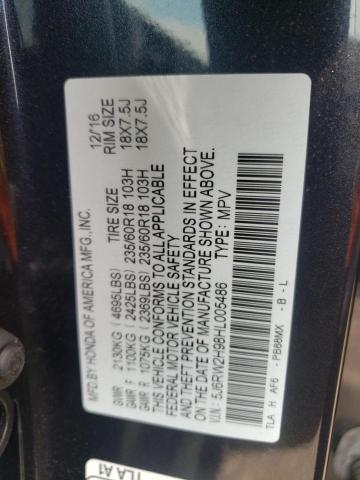 MFD.BY HONDA OF AMERICA MFG.,INC. 12/16
TIRE SIZE RIM SIZE
GVWR 2130KG (4695LBS)
GAWR F 1100KG (2425LBS) 235/60R18 103H 18X7.5J
GAWR R 1075KG (2369LBS) 235/60R18 103H 18X7.5J
THIS VEHICLE CONFORMS TO ALL APPLICABLE
FEDERAL MOTOR VEHICLE SAFETY
AND THEFT PREVENTION STANDARDS IN EFFECT
ON THE DATE OF MANUFACTURE SHOWN ABOVE.
V.I.N.: 5J6RW2H98HL005486 TYPE: MPV
TLA H AF6 - PB68MX - B - L
TLA A1